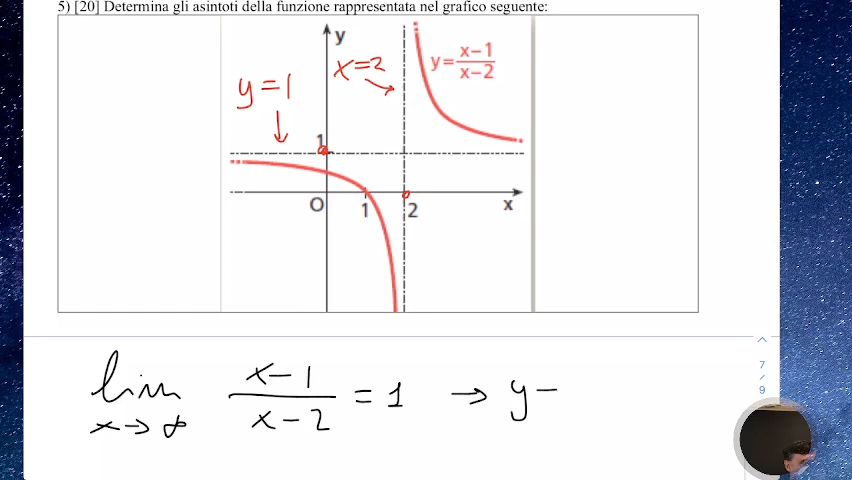 5) [20] Determina gli asintoti della funzione rappresentata nel grafico seguente:
y
x=2
y = x-1 / x-2
y=1
1
O
1
2
x
lim x→∞ x-1 / x-2 = 1 → y-
7
/
9